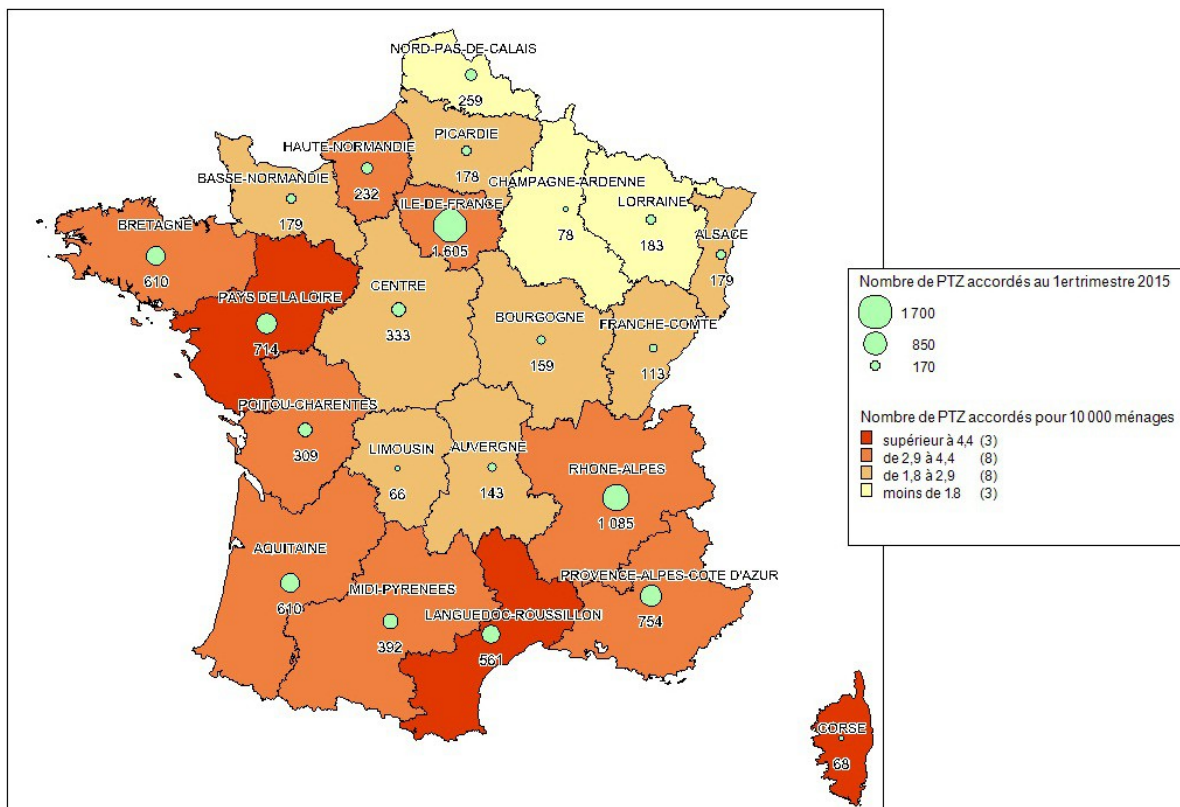 NORD-PAS-DE-CALAIS
259
PICARDIE
178
HAUTE-NORMANDIE
232
BASSE-NORMANDIE
179
CHAMPAGNE-ARDENNE
78
ILE-DE-FRANCE
1 605
LORRAINE
183
ALSACE
179
BRETAGNE
610
PAYS DE LA LOIRE
714
CENTRE
333
BOURGOGNE
159
FRANCHE-COMTE
113
POITOU-CHARENTES
309
LIMOUSIN
66
AUVERGNE
143
RHONE-ALPES
1 085
AQUITAINE
610
MIDI-PYRENEES
392
LANGUEDOC-ROUSSILLON
561
PROVENCE-ALPES-COTE D'AZUR
754
CORSE
68
Nombre de PTZ accordés au 1er trimestre 2015
1 700
850
170
Nombre de PTZ accordés pour 10 000 ménages
supérieur à 4,4 (3)
de 2,9 à 4,4 (8)
de 1,8 à 2,9 (8)
moins de 1.8 (3)